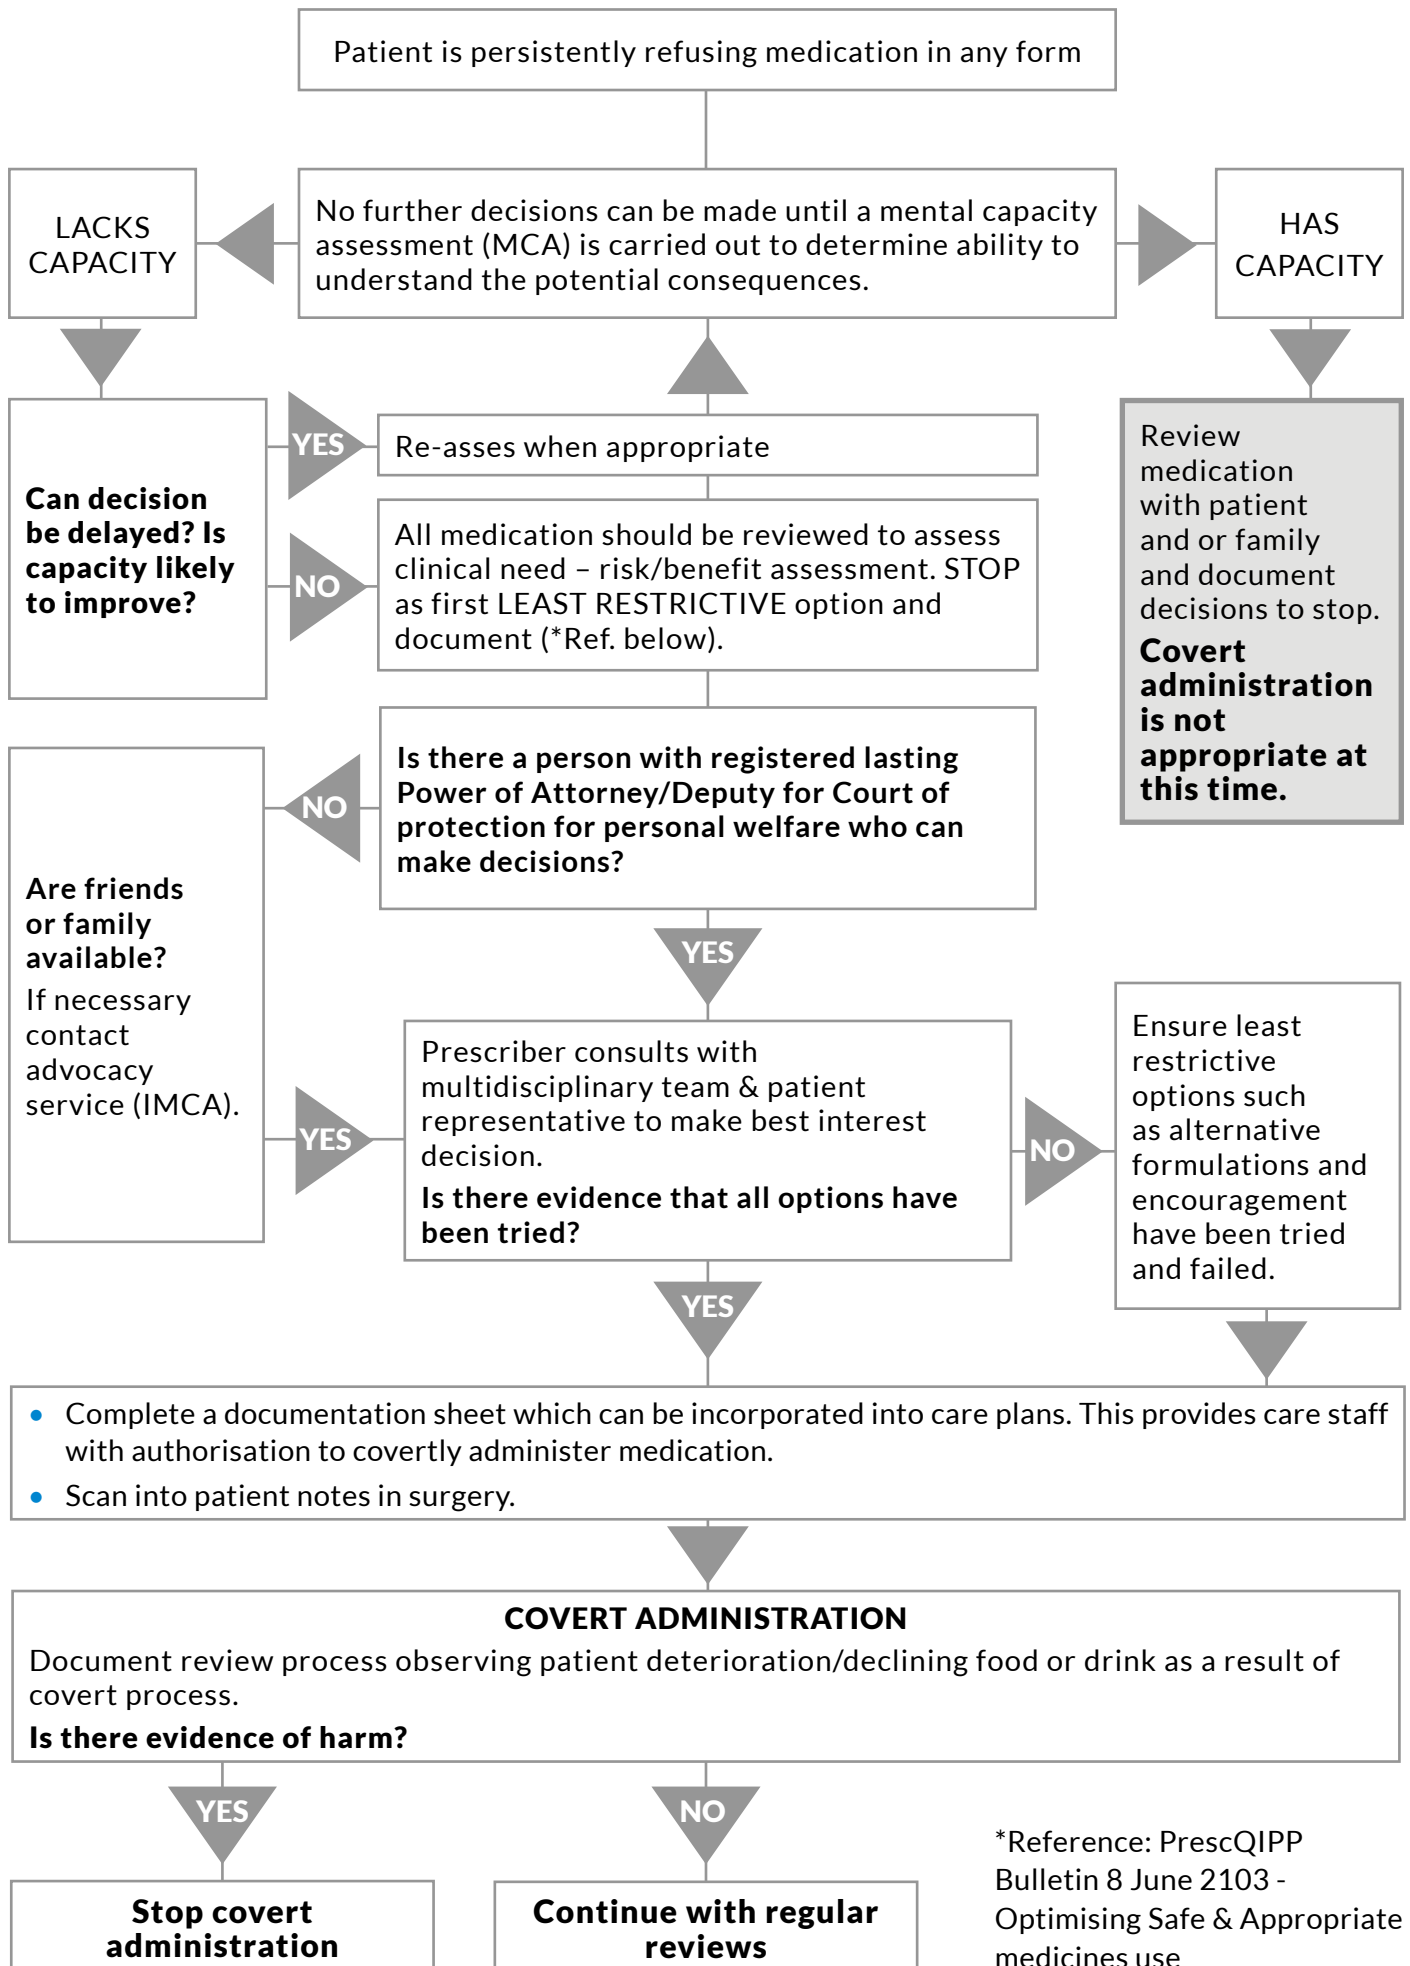 Patient is persistently refusing medication in any form
LACKS
CAPACITY
No further decisions can be made until a mental capacity
assessment (MCA) is carried out to determine ability to
understand the potential consequences.
HAS
CAPACITY
Can decision
be delayed? Is
capacity likely
to improve?
YES
Re-asses when appropriate
NO
All medication should be reviewed to assess
clinical need – risk/benefit assessment. STOP
as first LEAST RESTRICTIVE option and
document (*Ref. below).
Review
medication
with patient
and or family
and document
decisions to stop.
Covert
administration
is not
appropriate at
this time.
Is there a person with registered lasting
Power of Attorney/Deputy for Court of
protection for personal welfare who can
make decisions?
NO
Are friends
or family
available?
If necessary
contact
advocacy
service (IMCA).
YES
YES
Prescriber consults with
multidisciplinary team & patient
representative to make best interest
decision.
Is there evidence that all options have
been tried?
NO
Ensure least
restrictive
options such
as alternative
formulations and
encouragement
have been tried
and failed.
YES
• Complete a documentation sheet which can be incorporated into care plans. This provides care staff
with authorisation to covertly administer medication.
• Scan into patient notes in surgery.
COVERT ADMINISTRATION
Document review process observing patient deterioration/declining food or drink as a result of
covert process.
Is there evidence of harm?
YES
NO
Stop covert
administration
Continue with regular
reviews
*Reference: PrescQIPP
Bulletin 8 June 2103 -
Optimising Safe & Appropriate
medicines use